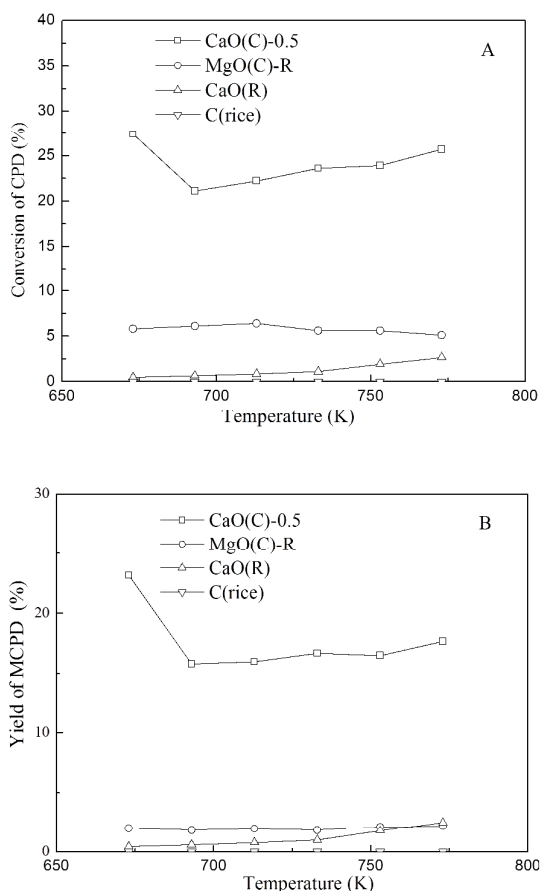 40
35
30
25
20
15
10
5
0
Conversion of CPD (%)
CaO(C)-0.5
MgO(C)-R
CaO(R)
C(rice)
A
650 700 750 800
Temperature (K)
30
20
10
0
Yield of MCPD (%)
CaO(C)-0.5
MgO(C)-R
CaO(R)
C(rice)
B
650 700 750 800
Temperature (K)